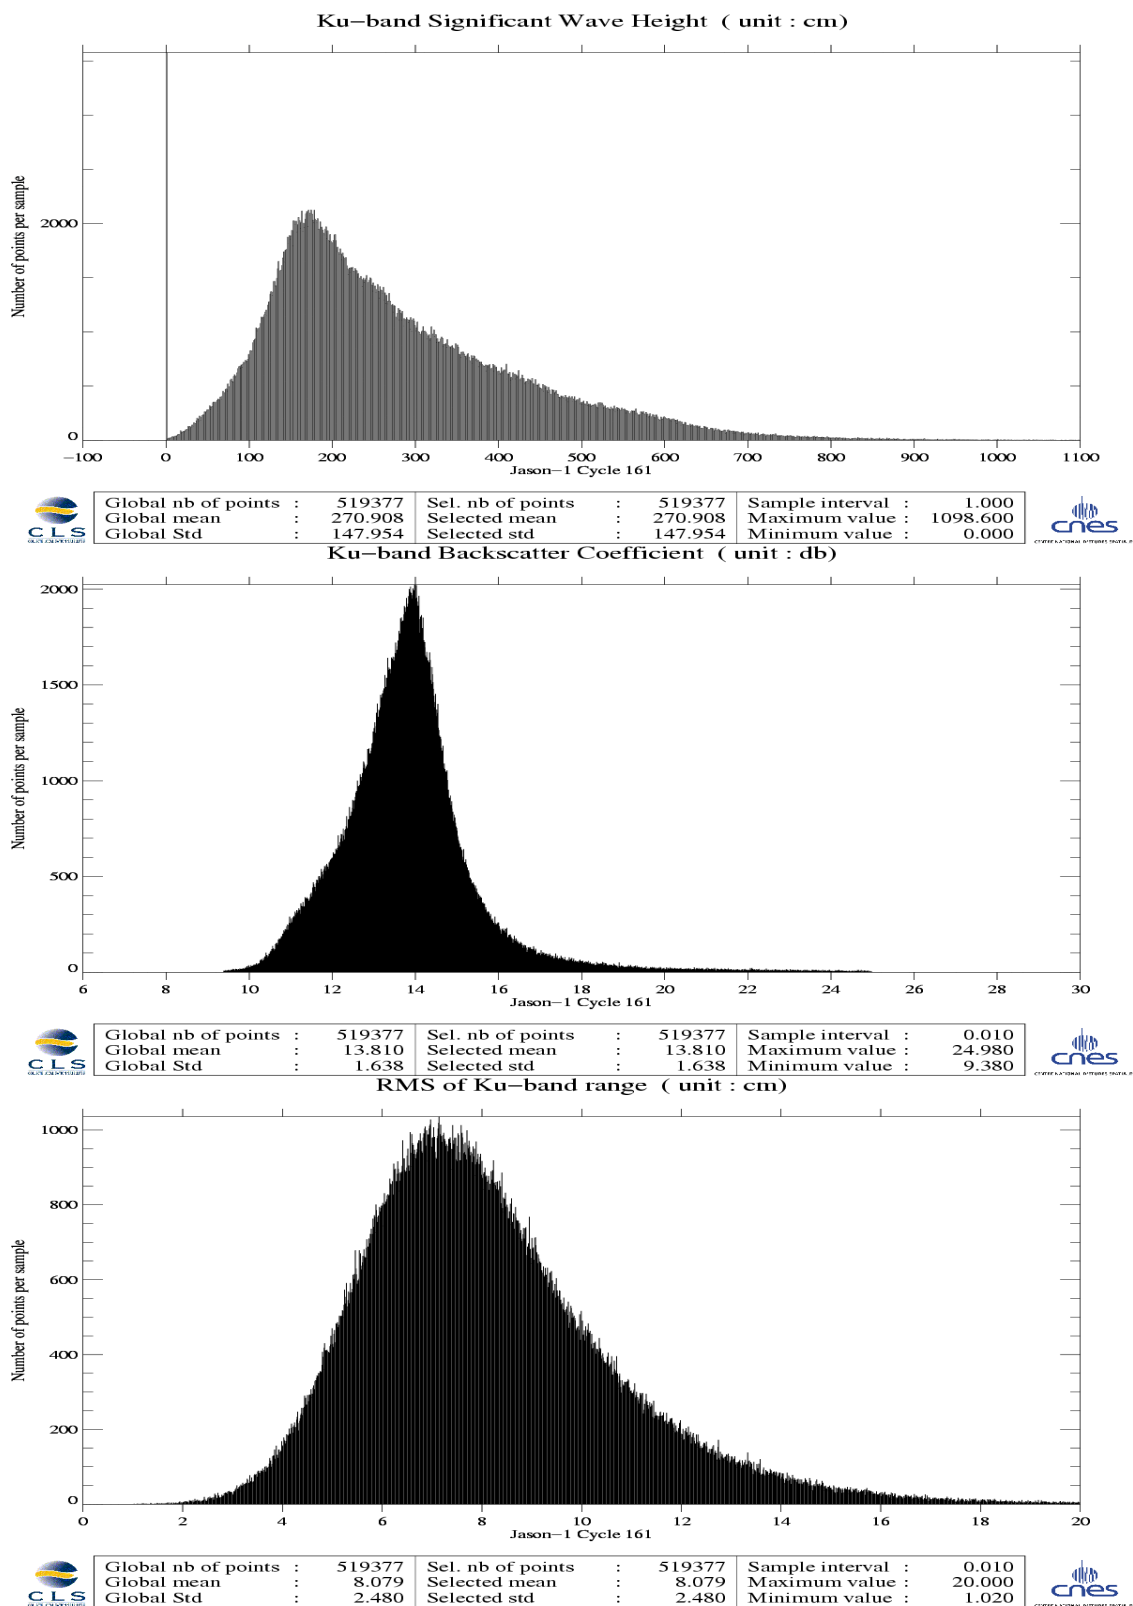 Ku−band Significant Wave Height ( unit : cm)
Number of points per sample
2000
0
−100 0 100 200 300 400 500 600 700 800 900 1000 1100
Jason−1 Cycle 161
CLS
Global nb of points : 519377 Sel. nb of points : 519377 Sample interval : 1.000
Global mean : 270.908 Selected mean : 270.908 Maximum value : 1098.600
Global Std : 147.954 Selected std : 147.954 Minimum value : 0.000
cnes
Ku−band Backscatter Coefficient ( unit : db)
Number of points per sample
2000
1500
1000
500
0
6 8 10 12 14 16 18 20 22 24 26 28 30
Jason−1 Cycle 161
CLS
Global nb of points : 519377 Sel. nb of points : 519377 Sample interval : 0.010
Global mean : 13.810 Selected mean : 13.810 Maximum value : 24.980
Global Std : 1.638 Selected std : 1.638 Minimum value : 9.380
cnes
RMS of Ku−band range ( unit : cm)
Number of points per sample
1000
800
600
400
200
0
0 2 4 6 8 10 12 14 16 18 20
Jason−1 Cycle 161
CLS
Global nb of points : 519377 Sel. nb of points : 519377 Sample interval : 0.010
Global mean : 8.079 Selected mean : 8.079 Maximum value : 20.000
Global Std : 2.480 Selected std : 2.480 Minimum value : 1.020
cnes